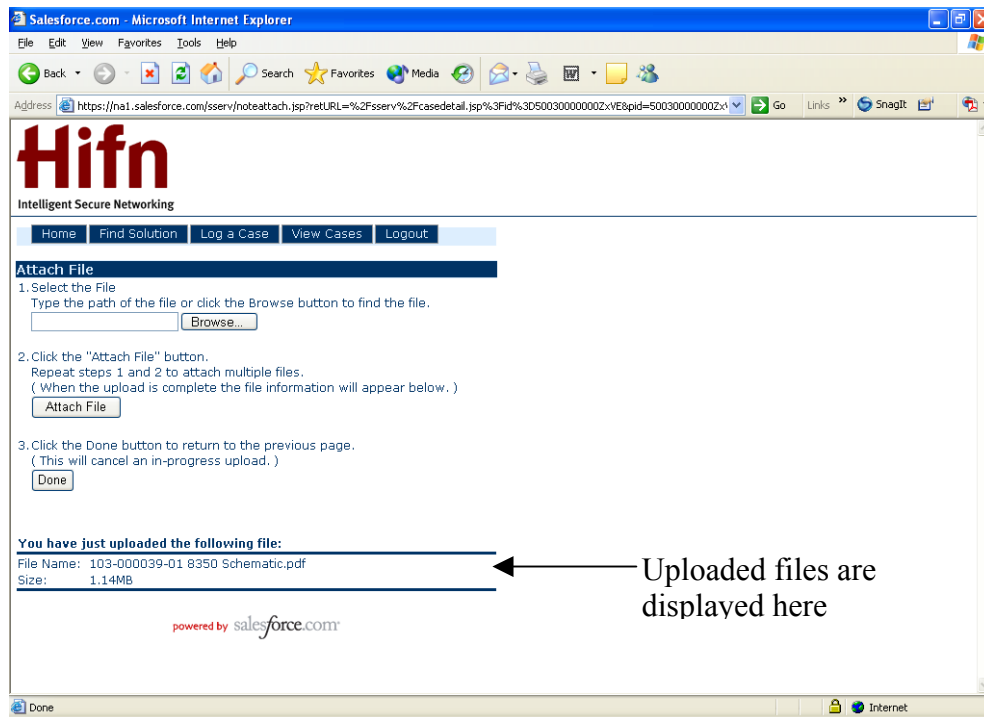 Salesforce.com - Microsoft Internet Explorer
File Edit View Favorites Tools Help
Back Search Favorites Media
Address https://na1.salesforce.com/sserv/noteattach.jsp?retURL=%2Fsserv%2Fcasedetail.jsp%3Fid%3D50030000000ZxVE&pid=50030000000Zx Go Links » SnagIt
Hifn
Intelligent Secure Networking
Home Find Solution Log a Case View Cases Logout
Attach File
1. Select the File
Type the path of the file or click the Browse button to find the file.
Browse...
2. Click the "Attach File" button.
Repeat steps 1 and 2 to attach multiple files.
( When the upload is complete the file information will appear below. )
Attach File
3. Click the Done button to return to the previous page.
( This will cancel an in-progress upload. )
Done
You have just uploaded the following file:
File Name: 103-000039-01 8350 Schematic.pdf
Size: 1.14MB
Uploaded files are
displayed here
powered by salesforce.com
Done Internet